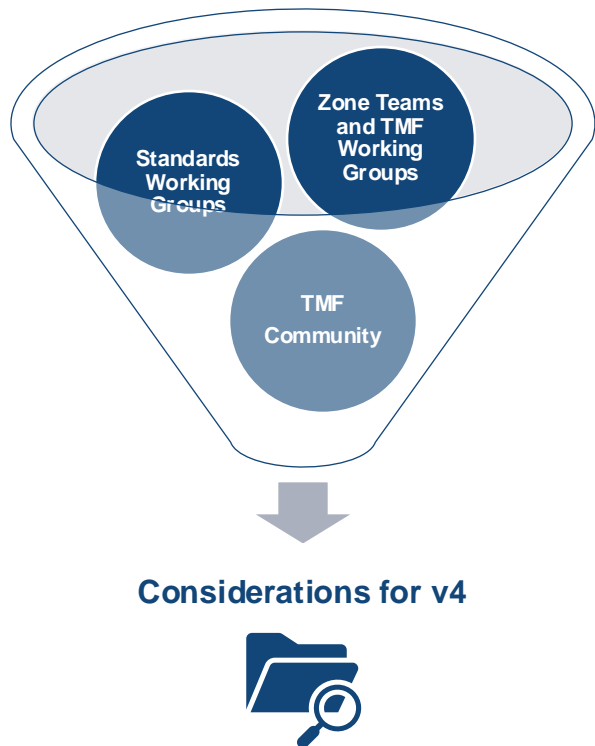 Zone Teams
and TMF
Working
Groups
Standards
Working
Groups
TMF
Community
Considerations for v4